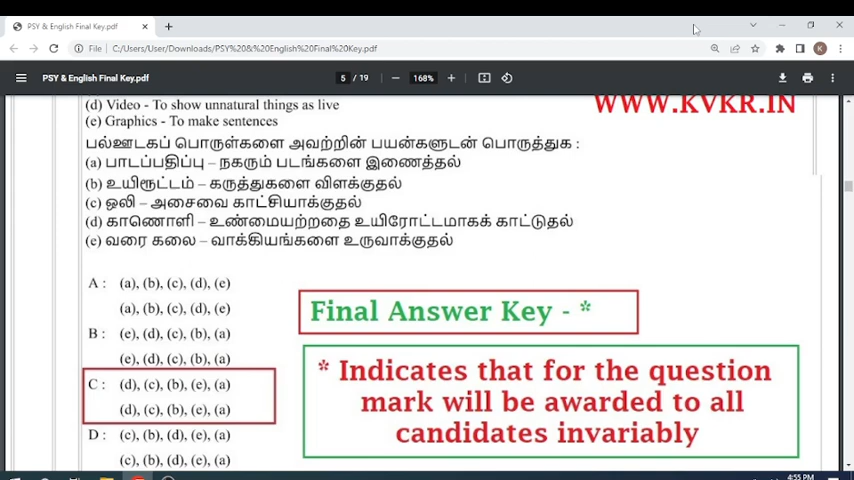 PSY & English Final Key.pdf
File C:/Users/User/Downloads/PSY%20&%20English%20Final%20Key.pdf
K
PSY & English Final Key.pdf 5 / 19 168%
(d) Video - To show unnatural things as live
WWW.KVKR.IN
(e) Graphics - To make sentences
பல்ஊடகப் பொருள்களை அவற்றின் பயன்களுடன் பொருத்துக :
(a) பாடப்பதிப்பு – நகரும் படங்களை இணைத்தல்
(b) உயிரூட்டம் – கருத்துகளை விளக்குதல்
(c) ஒலி – அசைவை காட்சியாக்குதல்
(d) காணொளி – உண்மையற்றதை உயிரோட்டமாகக் காட்டுதல்
(e) வரை கலை – வாக்கியங்களை உருவாக்குதல்
A : (a), (b), (c), (d), (e)
(a), (b), (c), (d), (e)
B : (e), (d), (c), (b), (a)
(e), (d), (c), (b), (a)
C : (d), (c), (b), (e), (a)
(d), (c), (b), (e), (a)
D : (c), (b), (d), (e), (a)
(c), (b), (d), (e), (a)
Final Answer Key - *
* Indicates that for the question
mark will be awarded to all
candidates invariably
4:55 PM